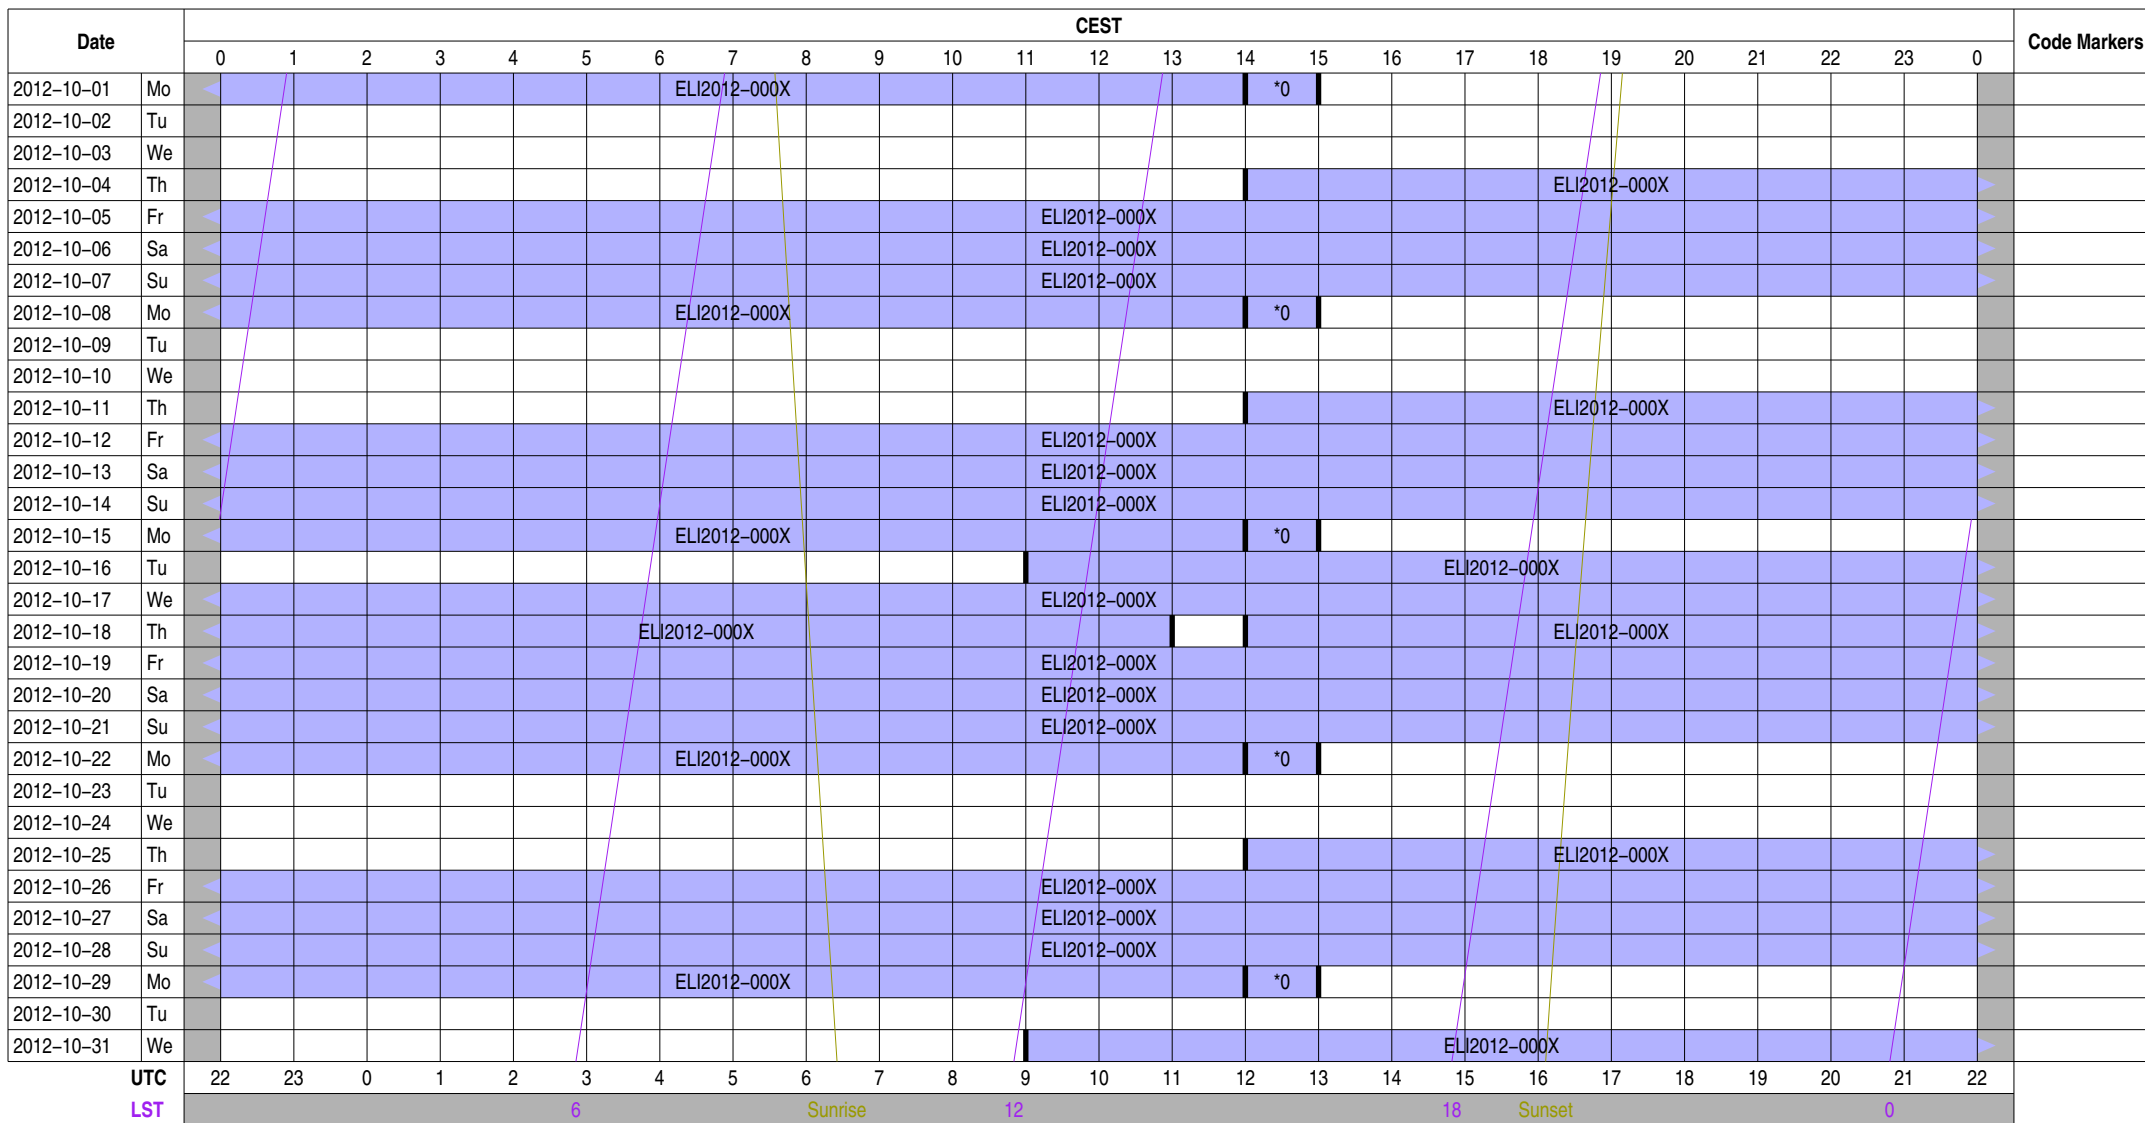 CEST
Date Code Markers
0 1 2 3 4 5 6 7 8 9 10 11 12 13 14 15 16 17 18 19 20 21 22 23 0
2012-10-01 Mo ELI2012-000X *0
2012-10-02 Tu
2012-10-03 We
2012-10-04 Th ELI2012-000X
2012-10-05 Fr ELI2012-000X
2012-10-06 Sa ELI2012-000X
2012-10-07 Su ELI2012-000X
2012-10-08 Mo ELI2012-000X *0
2012-10-09 Tu
2012-10-10 We
2012-10-11 Th ELI2012-000X
2012-10-12 Fr ELI2012-000X
2012-10-13 Sa ELI2012-000X
2012-10-14 Su ELI2012-000X
2012-10-15 Mo ELI2012-000X *0
2012-10-16 Tu ELI2012-000X
2012-10-17 We ELI2012-000X
2012-10-18 Th ELI2012-000X ELI2012-000X
2012-10-19 Fr ELI2012-000X
2012-10-20 Sa ELI2012-000X
2012-10-21 Su ELI2012-000X
2012-10-22 Mo ELI2012-000X *0
2012-10-23 Tu
2012-10-24 We
2012-10-25 Th ELI2012-000X
2012-10-26 Fr ELI2012-000X
2012-10-27 Sa ELI2012-000X
2012-10-28 Su ELI2012-000X
2012-10-29 Mo ELI2012-000X *0
2012-10-30 Tu
2012-10-31 We ELI2012-000X
UTC 22 23 0 1 2 3 4 5 6 7 8 9 10 11 12 13 14 15 16 17 18 19 20 21 22
LST 6 Sunrise 12 18 Sunset 0